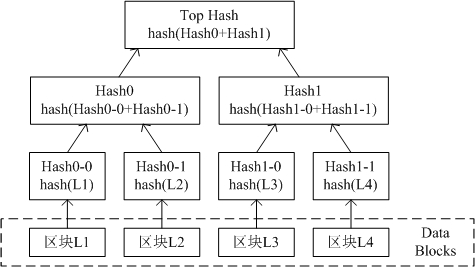 Top Hash
hash(Hash0+Hash1)
Hash0
hash(Hash0-0+Hash0-1)
Hash1
hash(Hash1-0+Hash1-1)
Hash0-0
hash(L1)
Hash0-1
hash(L2)
Hash1-0
hash(L3)
Hash1-1
hash(L4)
区块L1
区块L2
区块L3
区块L4
Data
Blocks